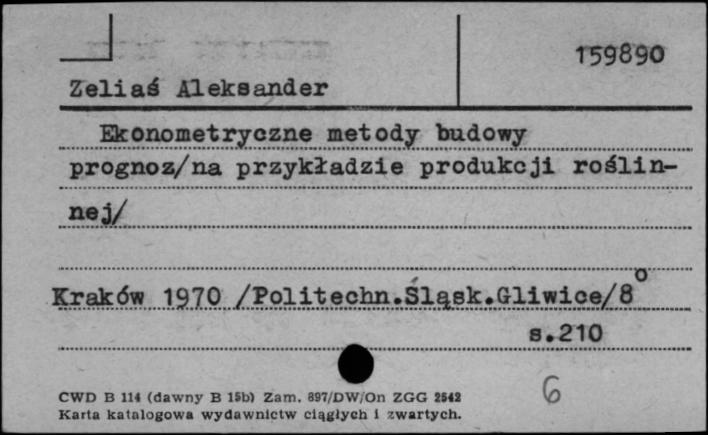 159890
Zeliaś Aleksander
Ekonometryczne metody budowy
prognoz/na przykładzie produkcji roślin-
nej/
Kraków 1970 /Politechn.Śląsk.Gliwice/8°
s.210
6
CWD B 114 (dawny B 15b) Zam. 897/DW/On ZGG 2542
Karta katalogowa wydawnictw ciągłych i zwartych.